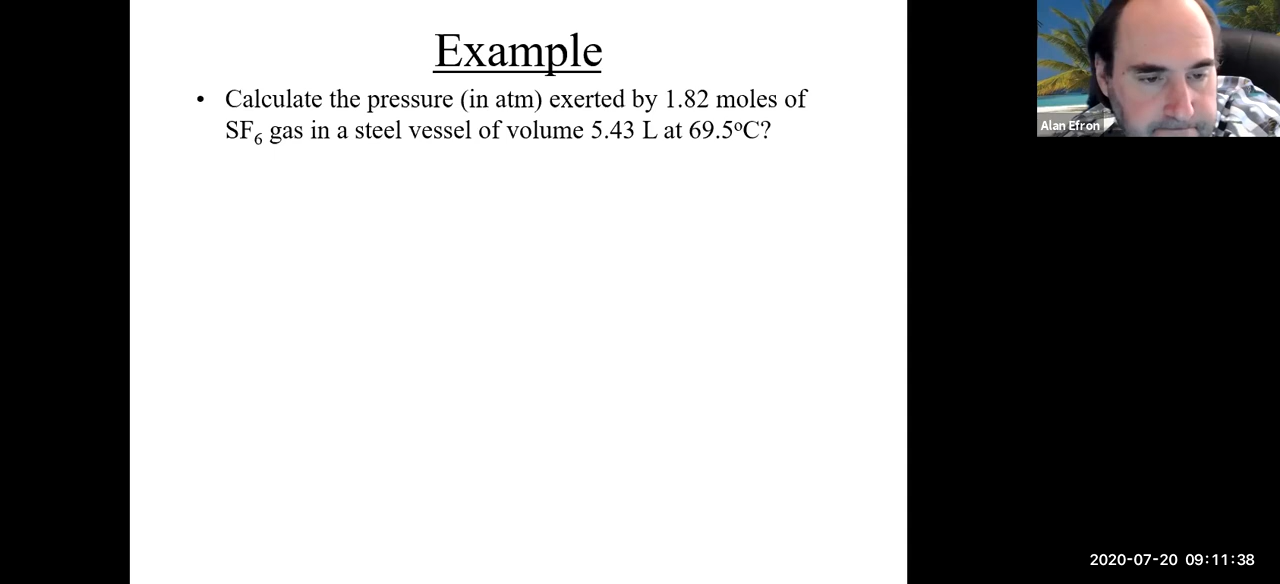 Example
• Calculate the pressure (in atm) exerted by 1.82 moles of
SF₆ gas in a steel vessel of volume 5.43 L at 69.5ºC?
Alan Efron
2020-07-20 09:11:38